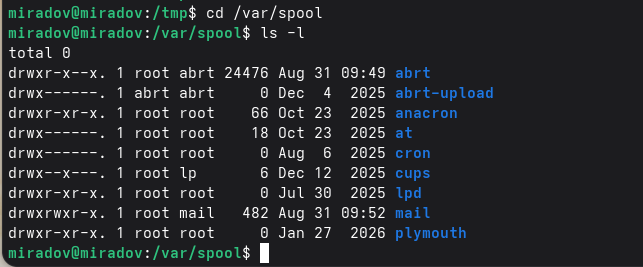 miradov@miradov:/tmp$ cd /var/spool
miradov@miradov:/var/spool$ ls -l
total 0
drwxr-x--x. 1 root abrt 24476 Aug 31 09:49 abrt
drwx------. 1 abrt abrt     0 Dec  4  2025 abrt-upload
drwxr-xr-x. 1 root root    66 Oct 23  2025 anacron
drwx------. 1 root root    18 Oct 23  2025 at
drwx------. 1 root root     0 Aug  6  2025 cron
drwx--x---. 1 root lp       6 Dec 12  2025 cups
drwxr-xr-x. 1 root root     0 Jul 30  2025 lpd
drwxrwxr-x. 1 root mail   482 Aug 31 09:52 mail
drwxr-xr-x. 1 root root     0 Jan 27  2026 plymouth
miradov@miradov:/var/spool$